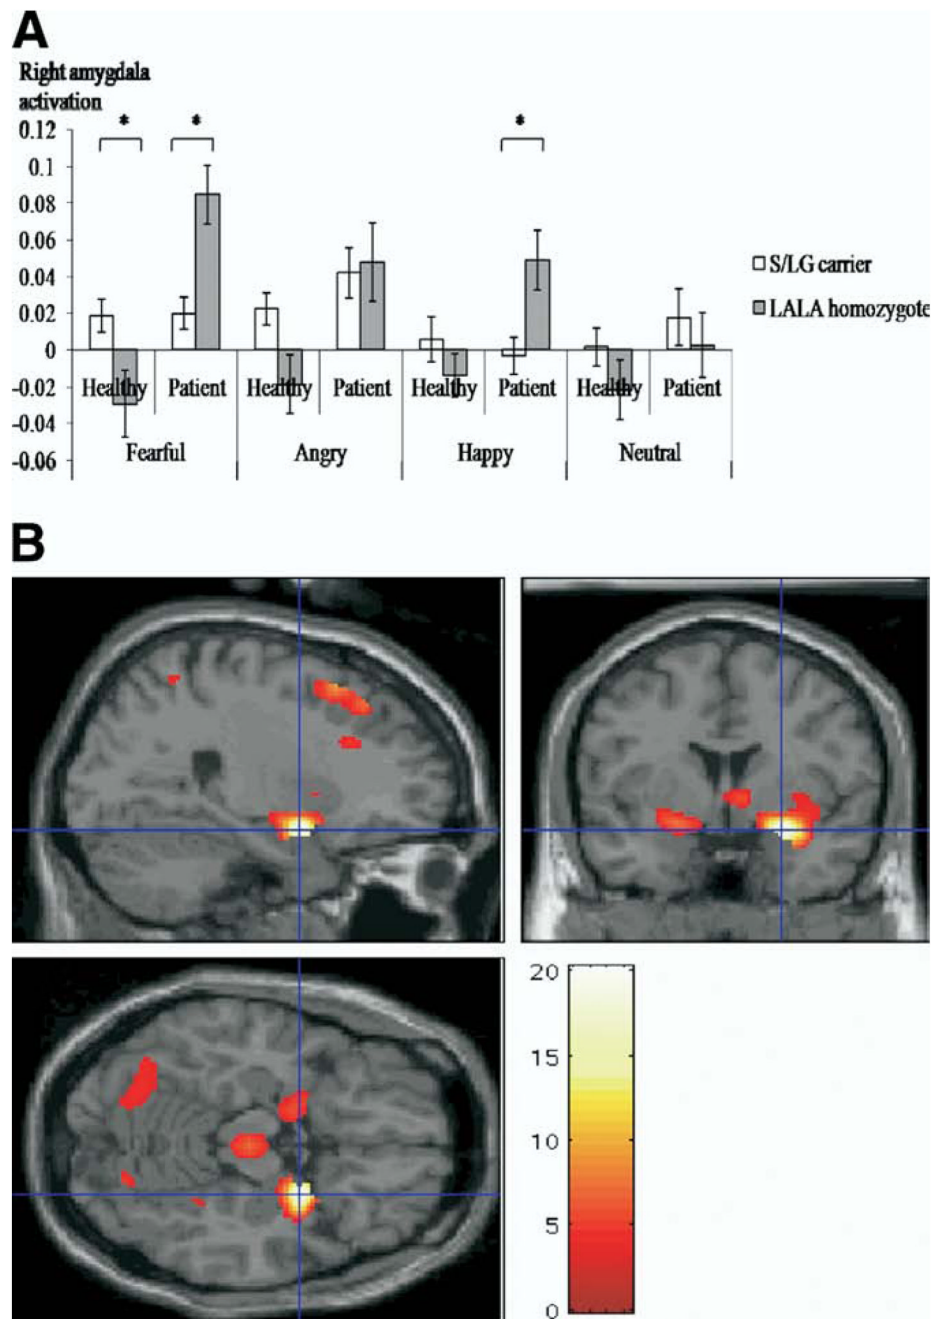 A
Right amygdala
activation
* * *
0.12
0.1
0.08
0.06
0.04
0.02
0
-0.02
-0.04
-0.06
Healthy Patient Healthy Patient Healthy Patient Healthy Patient
Fearful Angry Happy Neutral
S/LG carrier
LALA homozygote
B
20
15
10
5
0